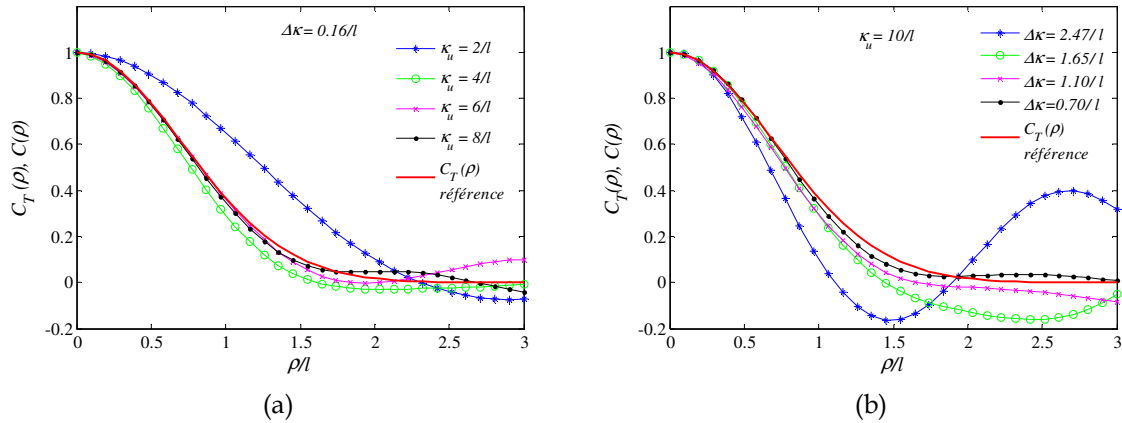 Δκ = 0.16/l
κu = 2/l
κu = 4/l
κu = 6/l
κu = 8/l
CT(ρ)
référence
CT(ρ), C(ρ)
1
0.8
0.6
0.4
0.2
0
-0.2
0 0.5 1 1.5 2 2.5 3
ρ/l
(a)
κu = 10/l
Δκ = 2.47/l
Δκ = 1.65/l
Δκ = 1.10/l
Δκ=0.70/l
CT(ρ)
référence
CT(ρ), C(ρ)
1
0.8
0.6
0.4
0.2
0
-0.2
0 0.5 1 1.5 2 2.5 3
ρ/l
(b)